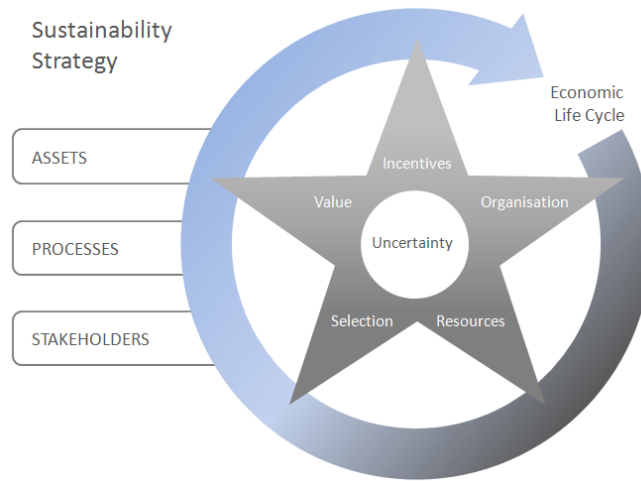 Sustainability
Strategy
Economic
Life Cycle
ASSETS
Incentives
Value
Organisation
Uncertainty
PROCESSES
Selection
Resources
STAKEHOLDERS